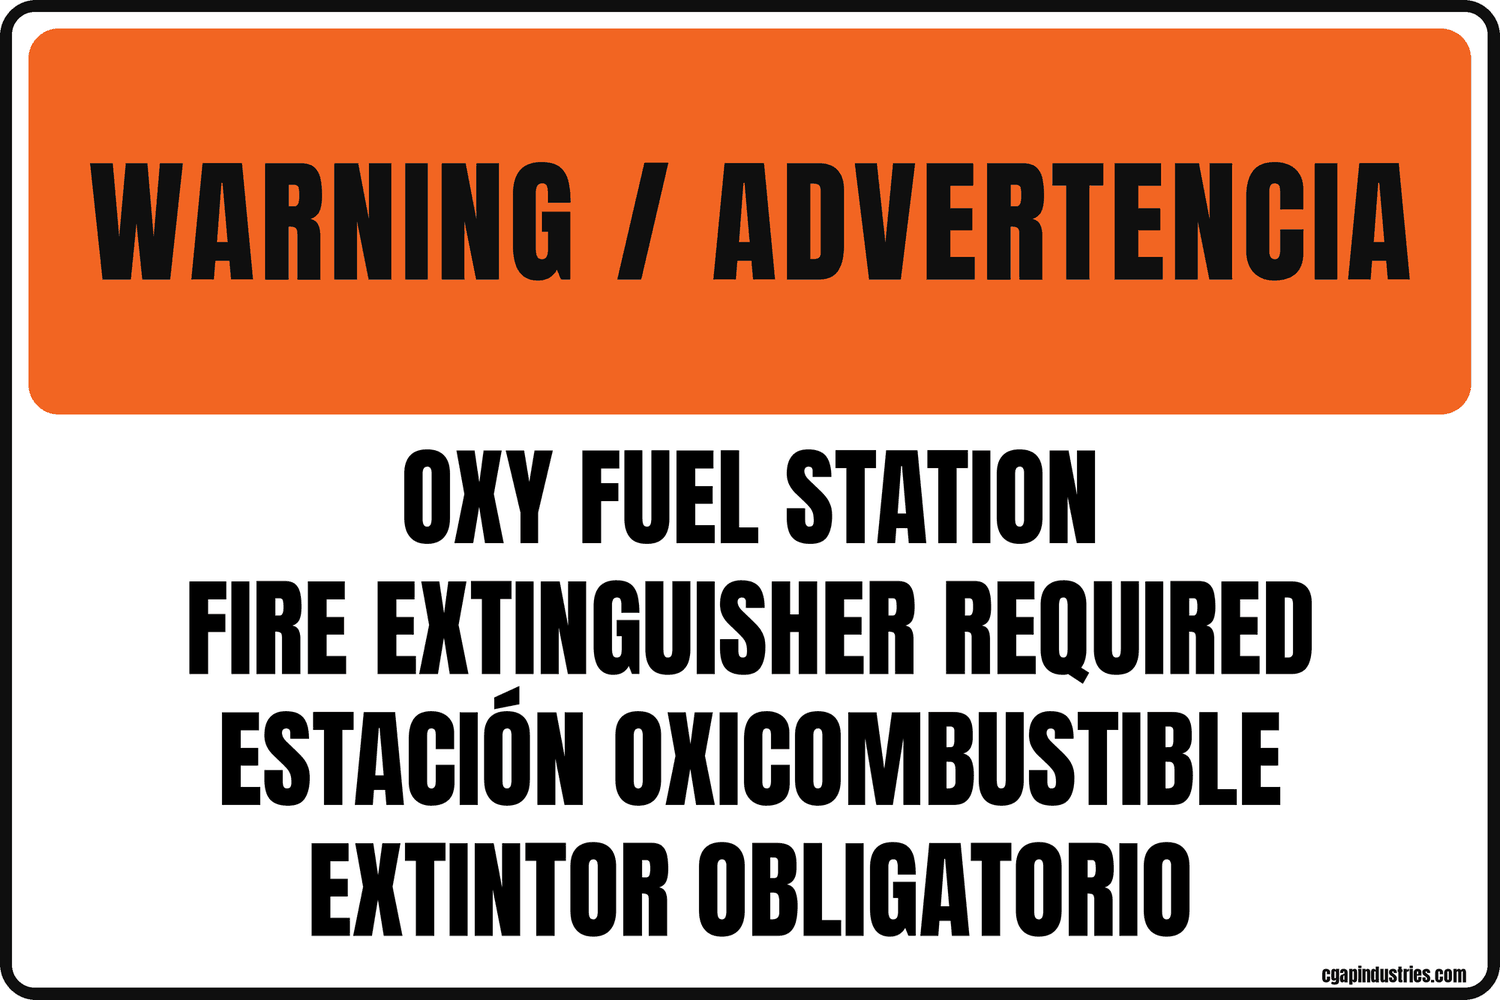 WARNING / ADVERTENCIA
OXY FUEL STATION
FIRE EXTINGUISHER REQUIRED
ESTACIÓN OXICOMBUSTIBLE
EXTINTOR OBLIGATORIO
cgapindustries.com